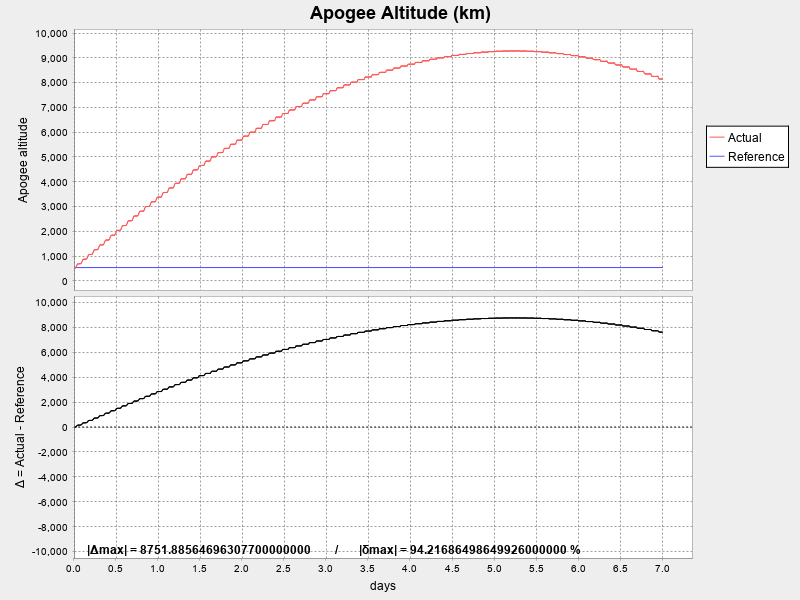 Apogee Altitude (km)
10,000
9,000
8,000
7,000
6,000
5,000
4,000
3,000
2,000
1,000
0
Apogee altitude
Actual
Reference
10,000
8,000
6,000
4,000
2,000
0
-2,000
-4,000
-6,000
-8,000
-10,000
Δ = Actual - Reference
|Δmax| = 8751.88564696307700000000 / |δmax| = 94.21686498649926000000 %
0.0 0.5 1.0 1.5 2.0 2.5 3.0 3.5 4.0 4.5 5.0 5.5 6.0 6.5 7.0
days